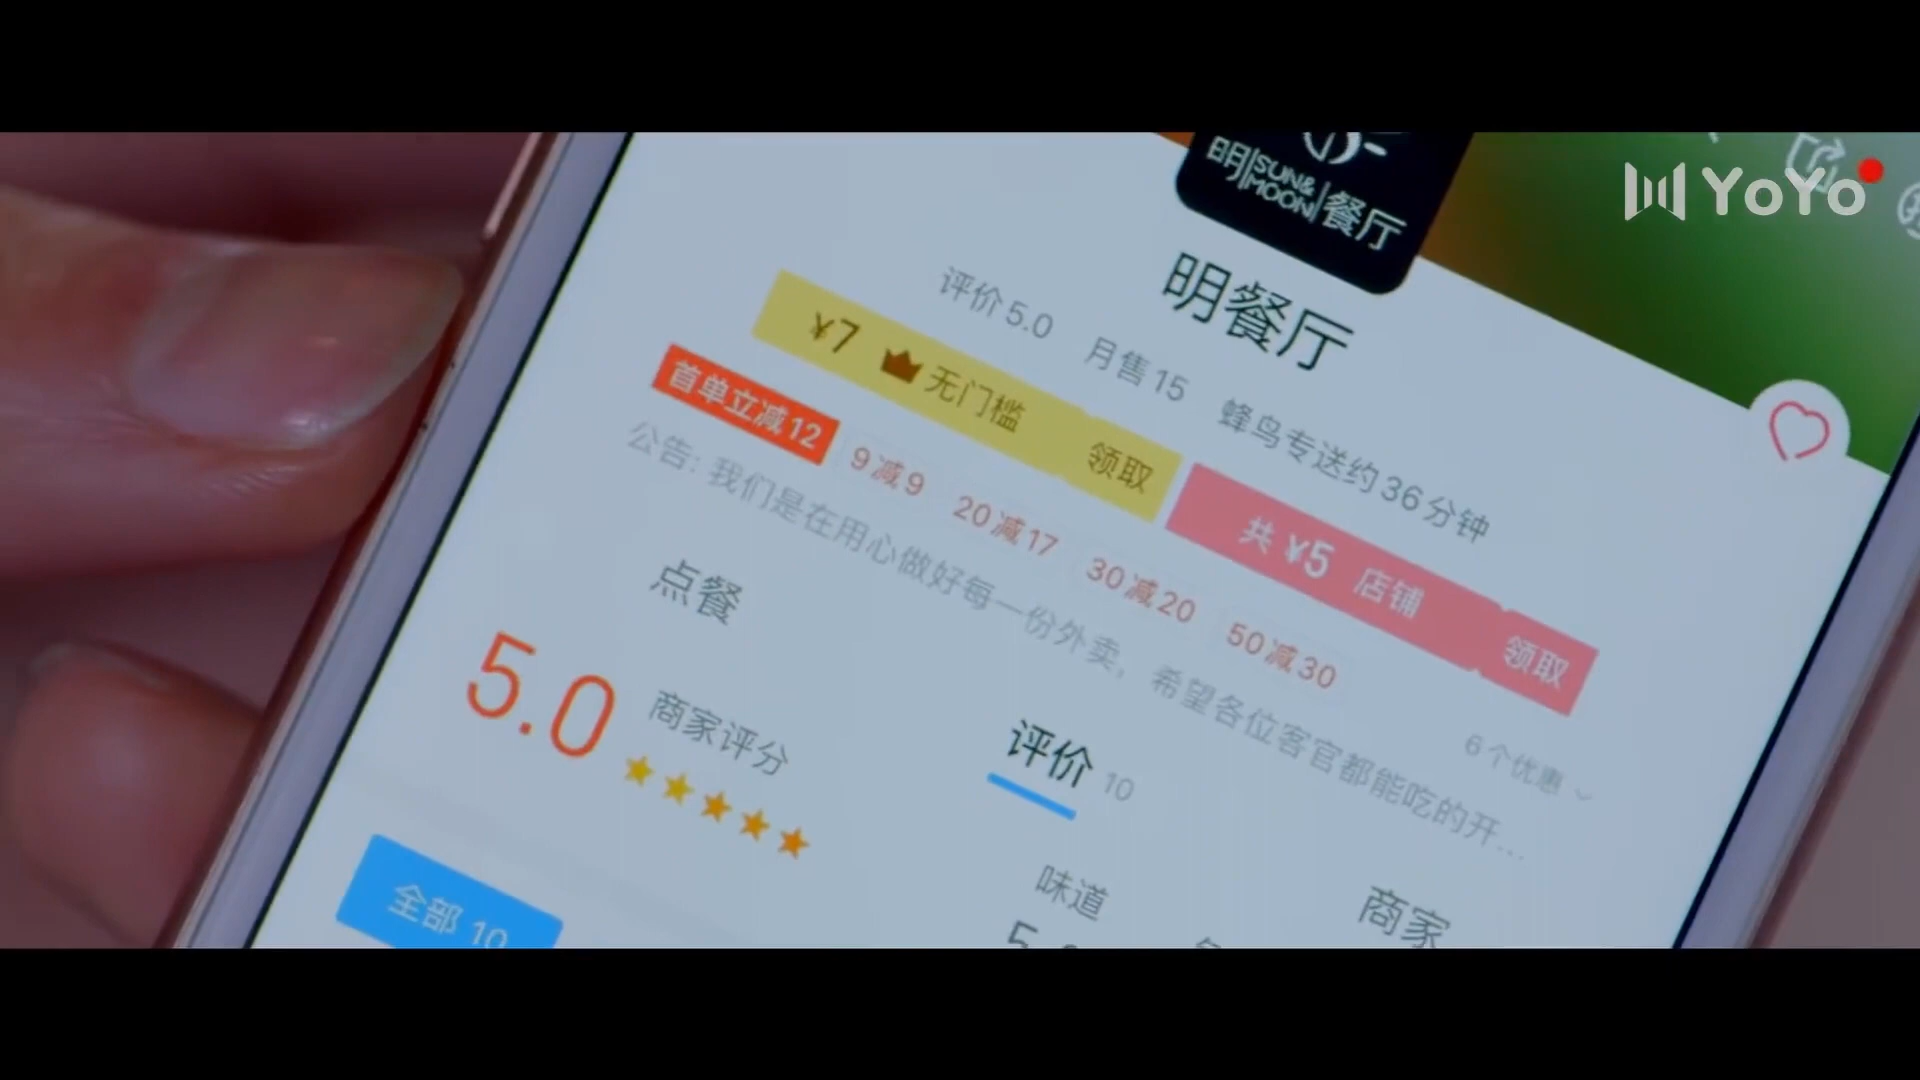 YoYo
明|SUN&MOON|餐厅
明餐厅
评价5.0 月售15 蜂鸟专送约36分钟
¥7 无门槛 领取
共¥5 店铺 领取
首单立减12 9减9 20减17 30减20 50减30
6个优惠
公告: 我们是在用心做好每一份外卖，希望各位客官都能吃的开...
点餐
评价 10
商家
5.0
商家评分
味道
全部 10